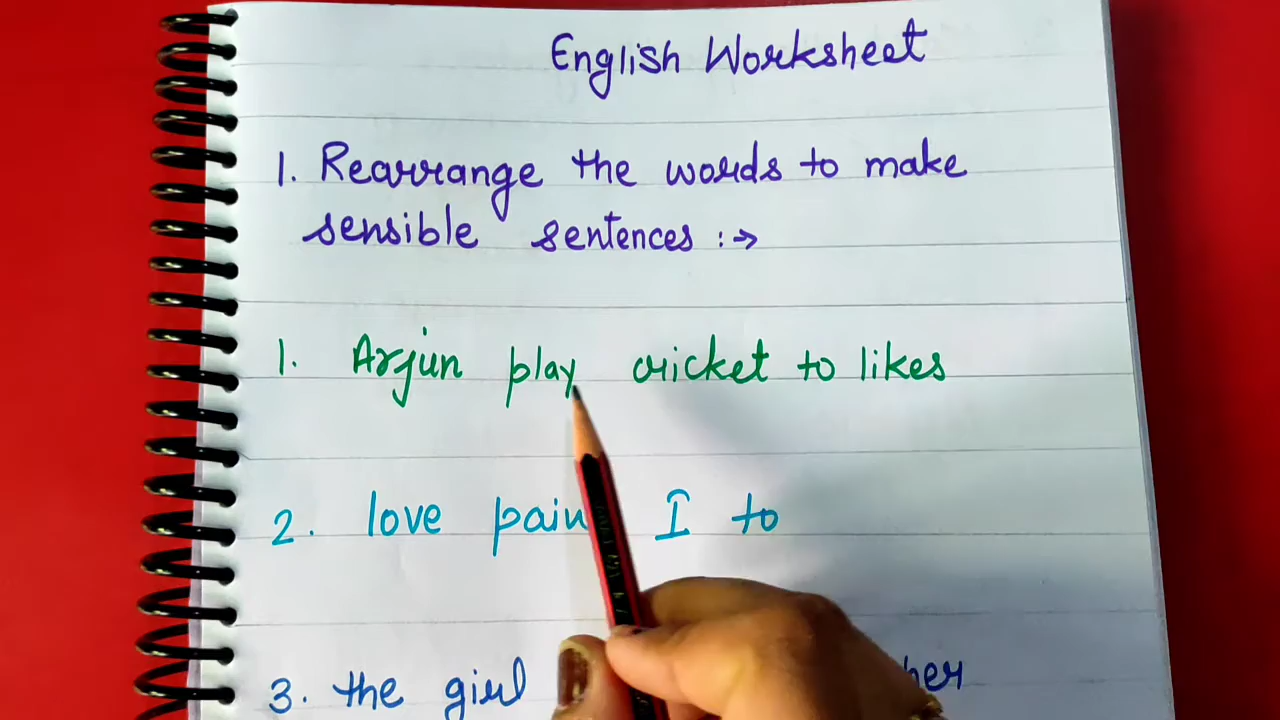 English Worksheet
1. Rearrange the words to make
sensible sentences :→
1. Arjun play cricket to likes
2. love I to
3. the girl